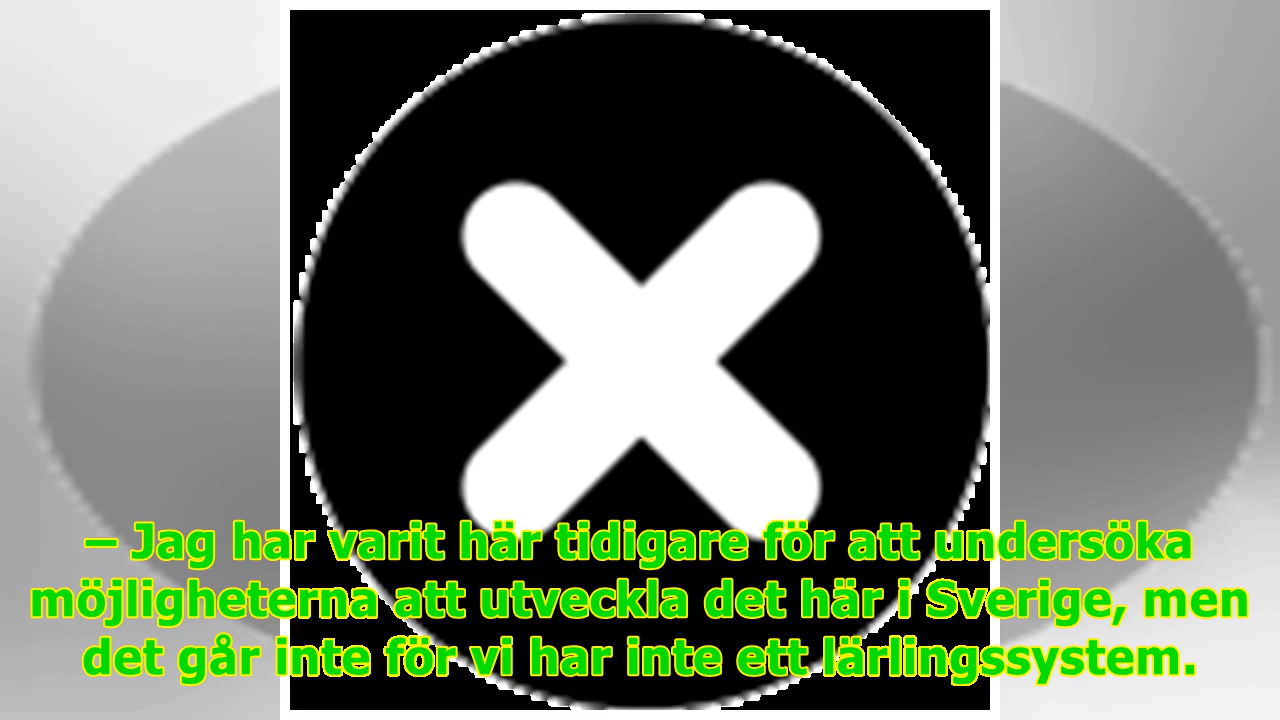 – Jag har varit här tidigare för att undersöka
möjligheterna att utveckla det här i Sverige, men
det går inte för vi har inte ett lärlingssystem.